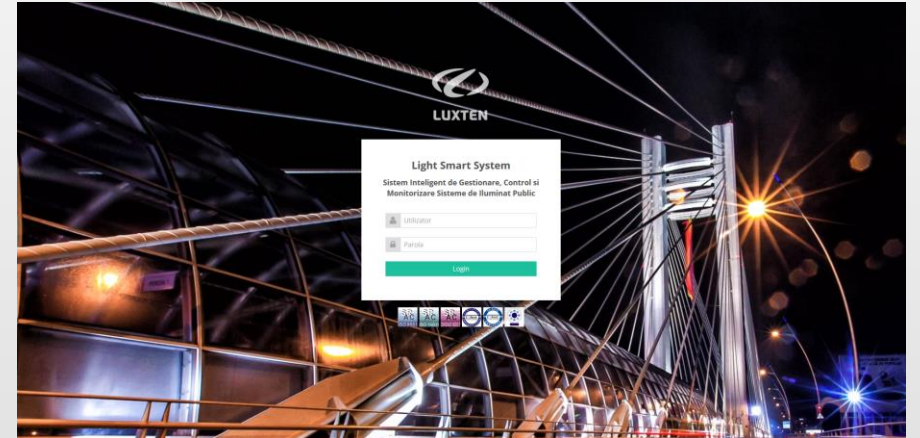 LUXTEN
Light Smart System
Sistem Inteligent de Gestionare, Control si
Monitorizare Sisteme de Iluminat Public
Utilizator
Parola
Login